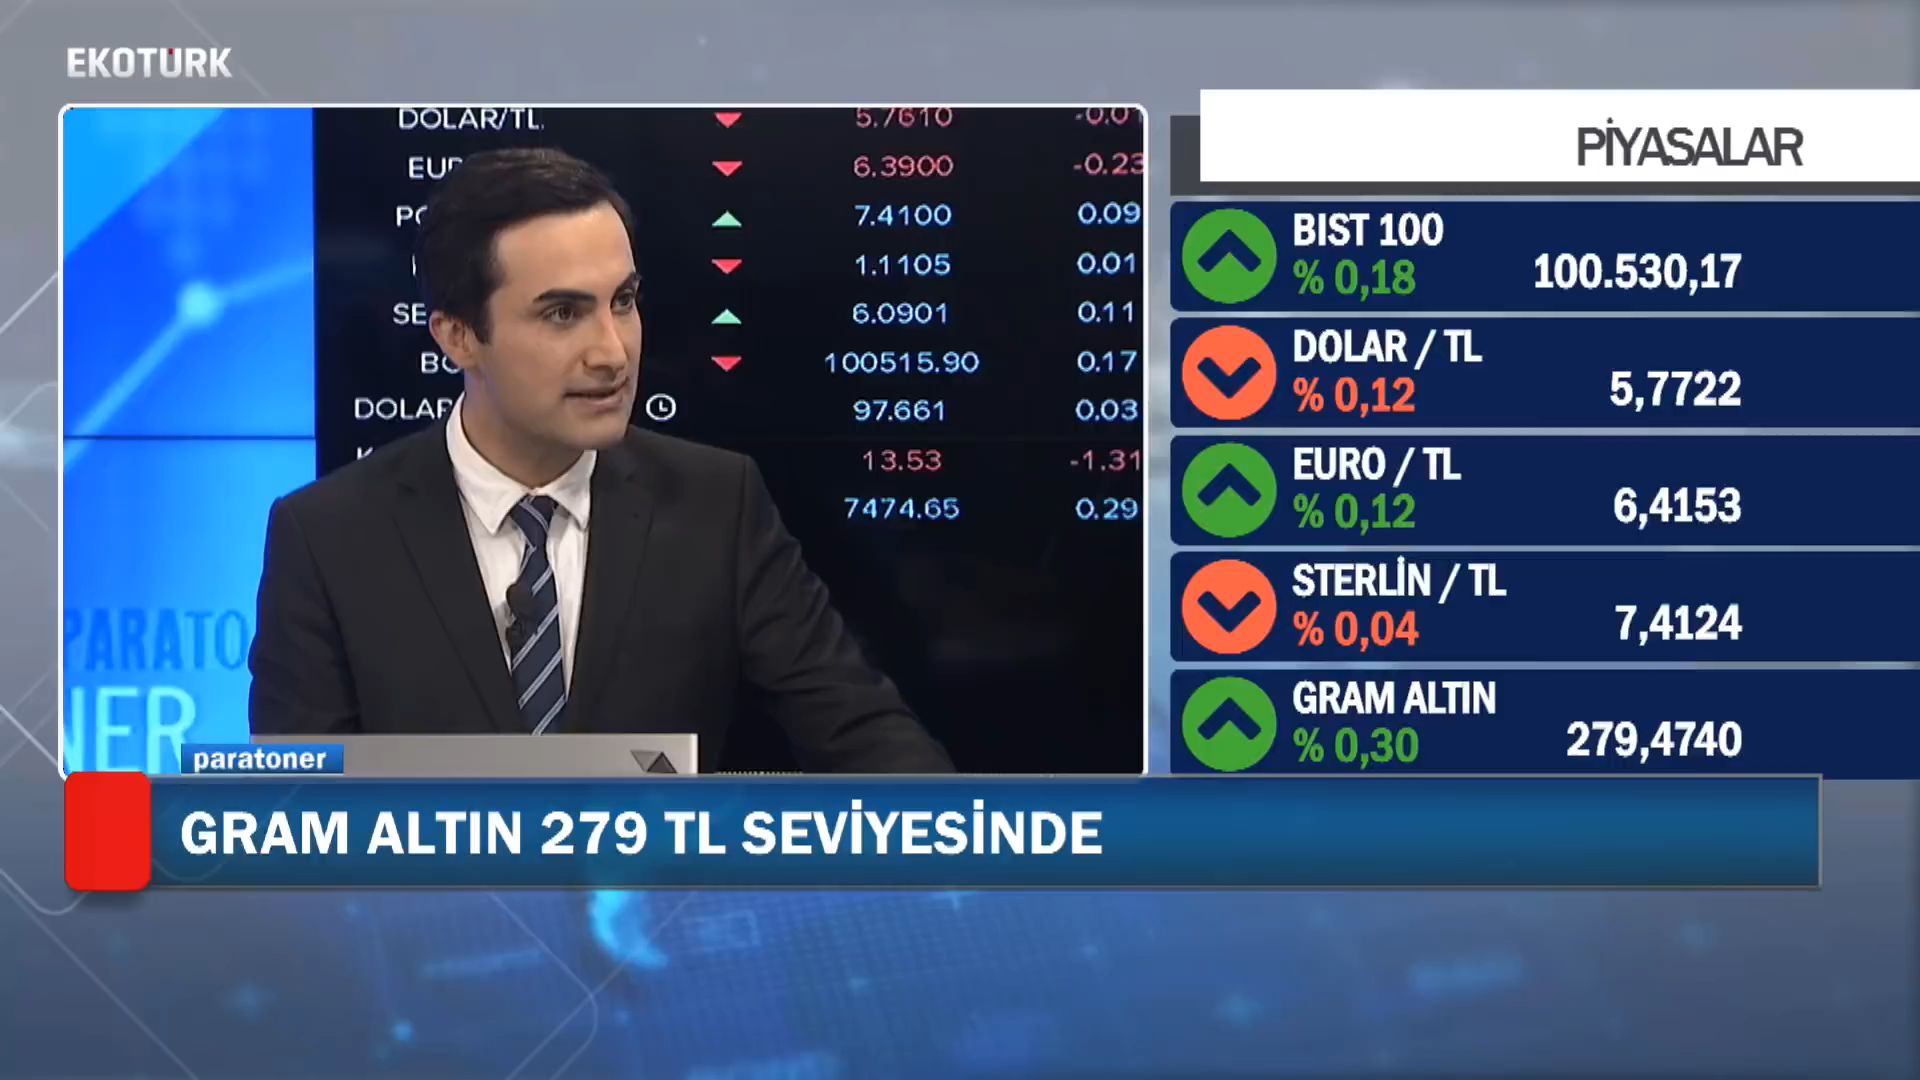 EKOTÜRK
DOLAR/TL 5.7610 -0.01
6.3900 -0.23
7.4100 0.09
1.1105 0.01
6.0901 0.11
100515.90 0.17
97.661 0.03
13.53 -1.31
7474.65 0.29
paratoner
PİYASALAR
BIST 100
% 0,18 100.530,17
DOLAR / TL
% 0,12 5,7722
EURO / TL
% 0,12 6,4153
STERLİN / TL
% 0,04 7,4124
GRAM ALTIN
% 0,30 279,4740
GRAM ALTIN 279 TL SEVİYESİNDE